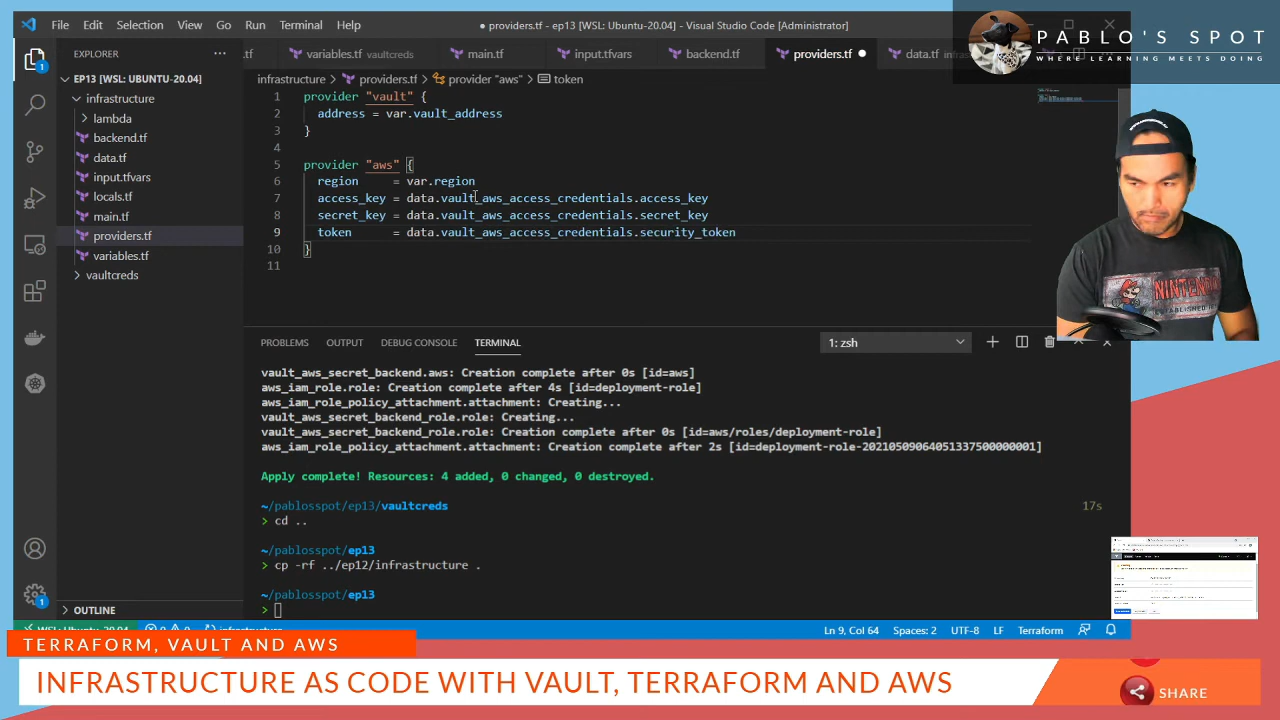 File Edit Selection View Go Run Terminal Help
● providers.tf - ep13 [WSL: Ubuntu-20.04] - Visual Studio Code [Administrator]
PABLO'S SPOT
WHERE LEARNING MEETS DOING
EXPLORER ···
.tf variables.tf vaultcreds main.tf input.tfvars backend.tf providers.tf ● data.tf
EP13 [WSL: UBUNTU-20.04]
infrastructure > providers.tf > provider "aws" > token
infrastructure
lambda
backend.tf
data.tf
input.tfvars
locals.tf
main.tf
providers.tf
variables.tf
vaultcreds
OUTLINE
1 provider "vault" {
2 address = var.vault_address
3 }
4
5 provider "aws" {
6 region = var.region
7 access_key = data.vault_aws_access_credentials.access_key
8 secret_key = data.vault_aws_access_credentials.secret_key
9 token = data.vault_aws_access_credentials.security_token
10 }
11
PROBLEMS OUTPUT DEBUG CONSOLE TERMINAL 1: zsh
vault_aws_secret_backend.aws: Creation complete after 0s [id=aws]
aws_iam_role.role: Creation complete after 4s [id=deployment-role]
aws_iam_role_policy_attachment.attachment: Creating...
vault_aws_secret_backend_role.role: Creating...
vault_aws_secret_backend_role.role: Creation complete after 0s [id=aws/roles/deployment-role]
aws_iam_role_policy_attachment.attachment: Creation complete after 2s [id=deployment-role-20210509064051337500000001]
Apply complete! Resources: 4 added, 0 changed, 0 destroyed.
~/pablosspot/ep13/vaultcreds 17s
> cd ..
~/pablosspot/ep13
> cp -rf ../ep12/infrastructure .
~/pablosspot/ep13
>
Ln 9, Col 64 Spaces: 2 UTF-8 LF Terraform
NINTENDO
TERRAFORM, VAULT AND AWS
INFRASTRUCTURE AS CODE WITH VAULT, TERRAFORM AND AWS
SHARE